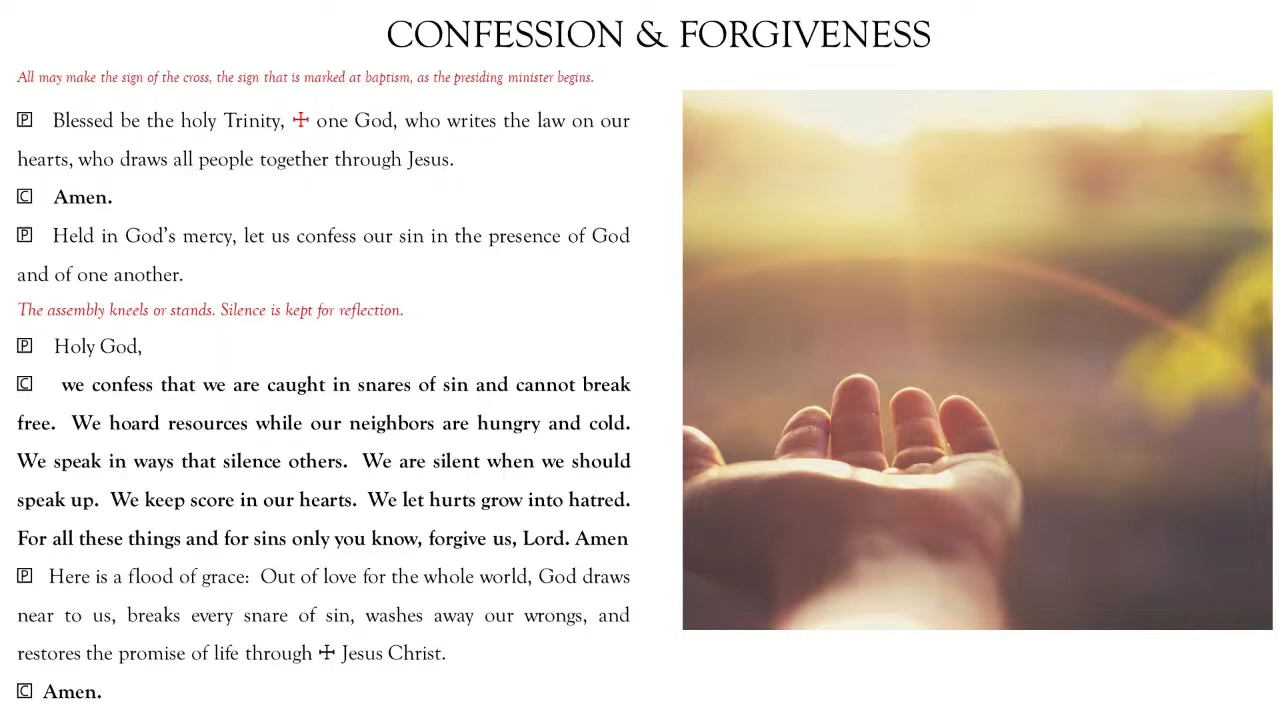 CONFESSION & FORGIVENESS
All may make the sign of the cross, the sign that is marked at baptism, as the presiding minister begins.
🄿 Blessed be the holy Trinity, ☩ one God, who writes the law on our
hearts, who draws all people together through Jesus.
🄲 Amen.
🄿 Held in God's mercy, let us confess our sin in the presence of God
and of one another.
The assembly kneels or stands. Silence is kept for reflection.
🄿 Holy God,
🄲 we confess that we are caught in snares of sin and cannot break
free. We hoard resources while our neighbors are hungry and cold.
We speak in ways that silence others. We are silent when we should
speak up. We keep score in our hearts. We let hurts grow into hatred.
For all these things and for sins only you know, forgive us, Lord. Amen
🄿 Here is a flood of grace: Out of love for the whole world, God draws
near to us, breaks every snare of sin, washes away our wrongs, and
restores the promise of life through ☩ Jesus Christ.
🄲 Amen.